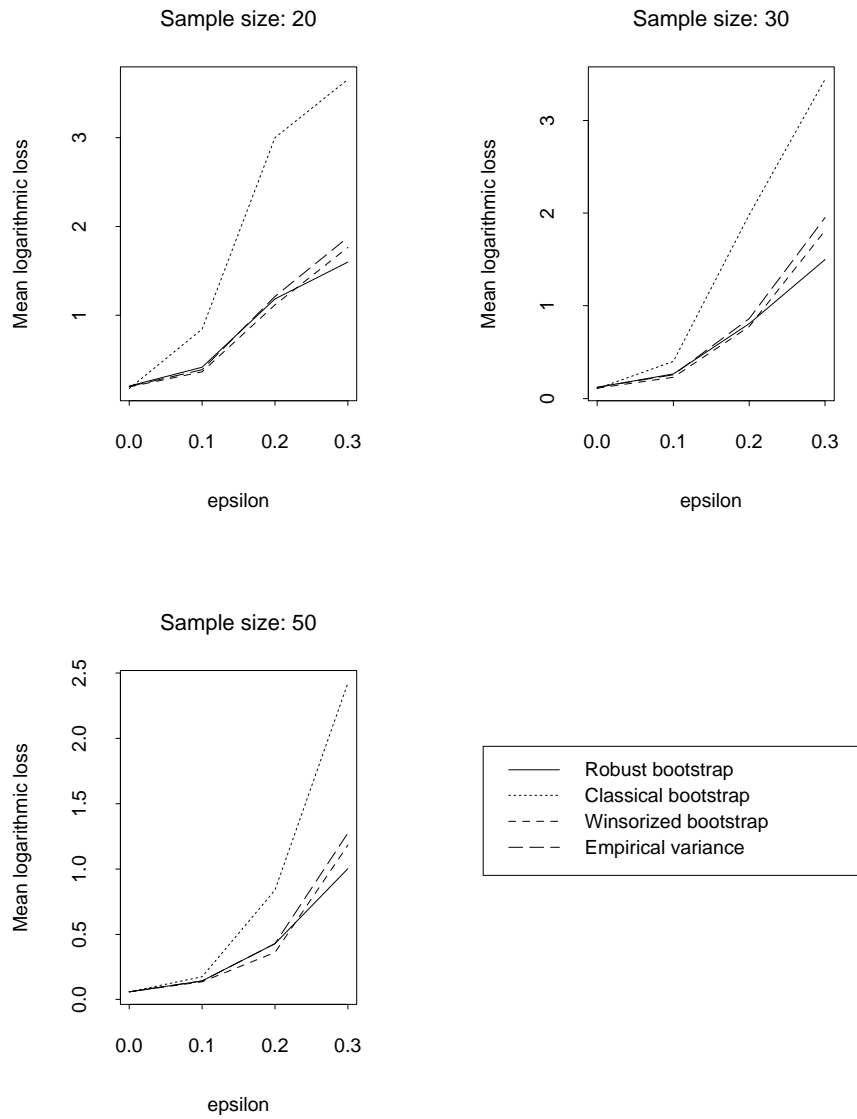 Sample size: 20
Mean logarithmic loss
3
2
1
0.0 0.1 0.2 0.3
epsilon
Sample size: 30
Mean logarithmic loss
3
2
1
0
0.0 0.1 0.2 0.3
epsilon
Sample size: 50
Mean logarithmic loss
2.5
2.0
1.5
1.0
0.5
0.0
0.0 0.1 0.2 0.3
epsilon
Robust bootstrap
Classical bootstrap
Winsorized bootstrap
Empirical variance